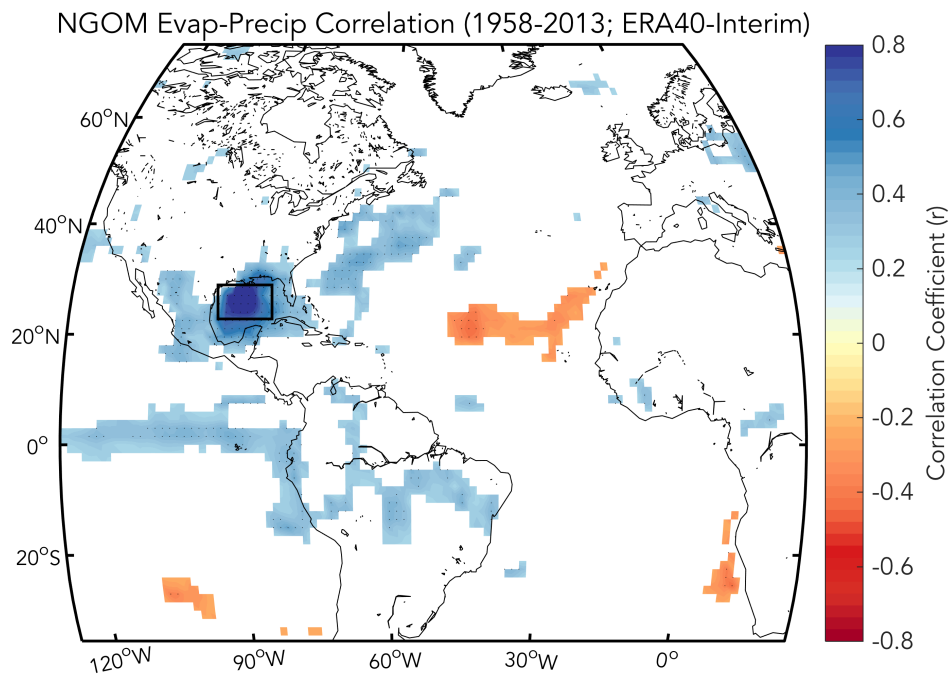 NGOM Evap-Precip Correlation (1958-2013; ERA40-Interim)
0.8
0.6
0.4
0.2
0
-0.2
-0.4
-0.6
-0.8
Correlation Coefficient (r)
60°N
40°N
20°N
0°
20°S
120°W
90°W
60°W
30°W
0°